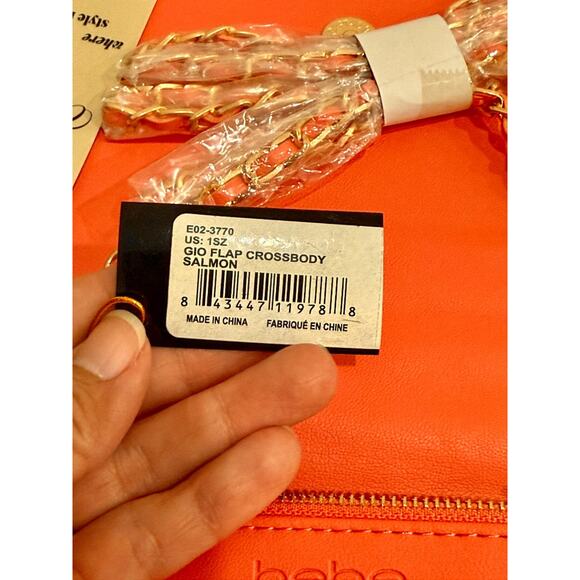 where
style
E02-3770
US: 1SZ
GIO FLAP CROSSBODY
SALMON
8 43447 11978 8
MADE IN CHINA FABRIQUÉ EN CHINE
bebe